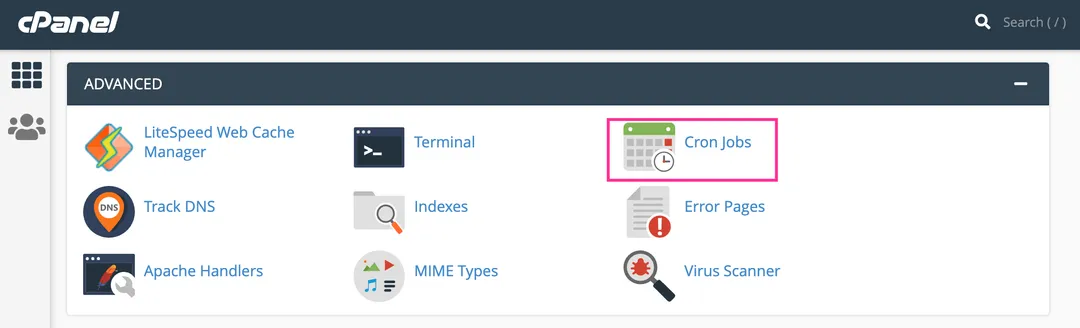 cPanel
Search ( / )
ADVANCED
LiteSpeed Web Cache
Manager
Terminal
>_
Cron Jobs
DNS
Track DNS
Indexes
Error Pages
Apache Handlers
MIME Types
Virus Scanner